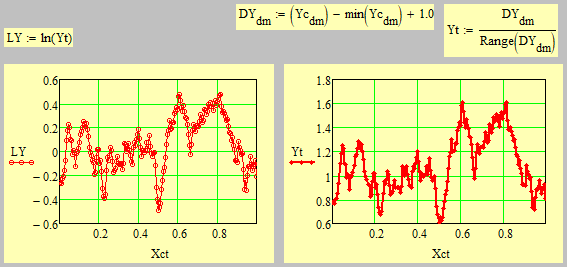 DY_dm := (Yc_dm) − min(Yc_dm) + 1.0
Yt := DY_dm / Range(DY_dm)
LY := ln(Yt)
0.6
0.4
0.2
0
− 0.2
− 0.4
− 0.6
LY
0.2 0.4 0.6 0.8
Xct
1.8
1.6
1.4
1.2
1
0.8
0.6
Yt
0.2 0.4 0.6 0.8
Xct